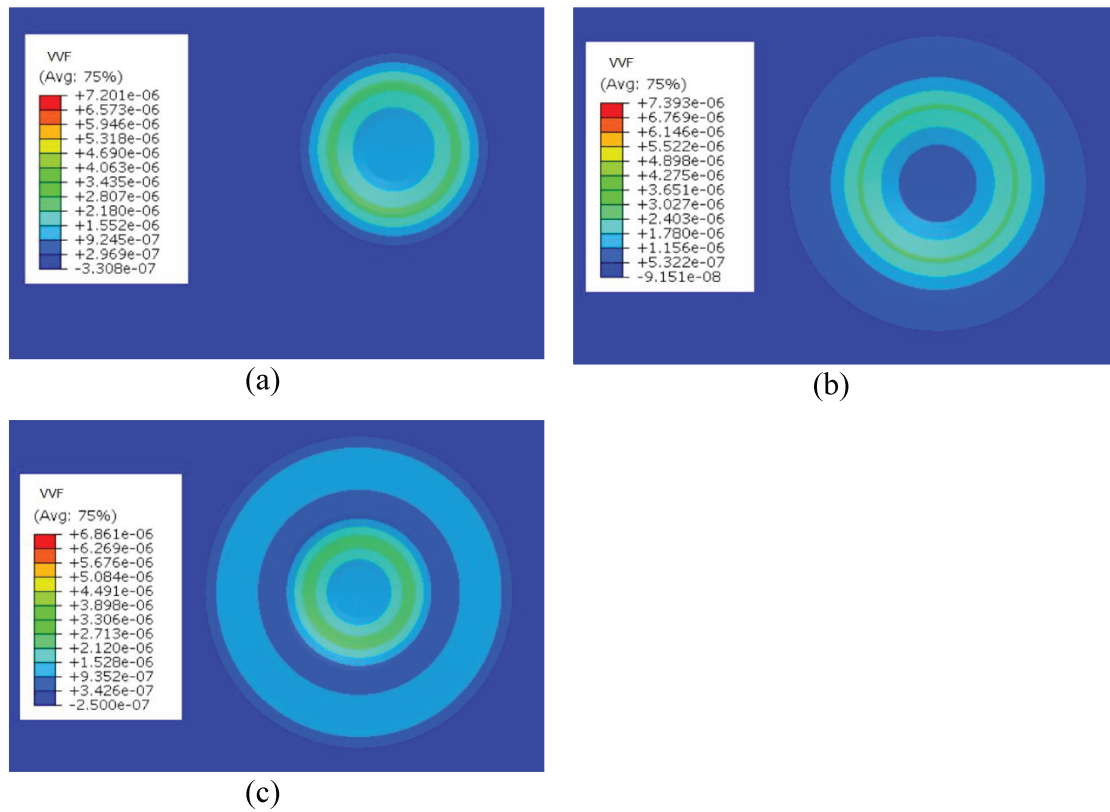 VVF
(Avg: 75%)
+7.201e-06
+6.573e-06
+5.946e-06
+5.318e-06
+4.690e-06
+4.063e-06
+3.435e-06
+2.807e-06
+2.180e-06
+1.552e-06
+9.245e-07
+2.969e-07
-3.308e-07
(a)
VVF
(Avg: 75%)
+7.393e-06
+6.769e-06
+6.146e-06
+5.522e-06
+4.898e-06
+4.275e-06
+3.651e-06
+3.027e-06
+2.403e-06
+1.780e-06
+1.156e-06
+5.322e-07
-9.151e-08
(b)
VVF
(Avg: 75%)
+6.861e-06
+6.269e-06
+5.676e-06
+5.084e-06
+4.491e-06
+3.898e-06
+3.306e-06
+2.713e-06
+2.120e-06
+1.528e-06
+9.352e-07
+3.426e-07
-2.500e-07
(c)